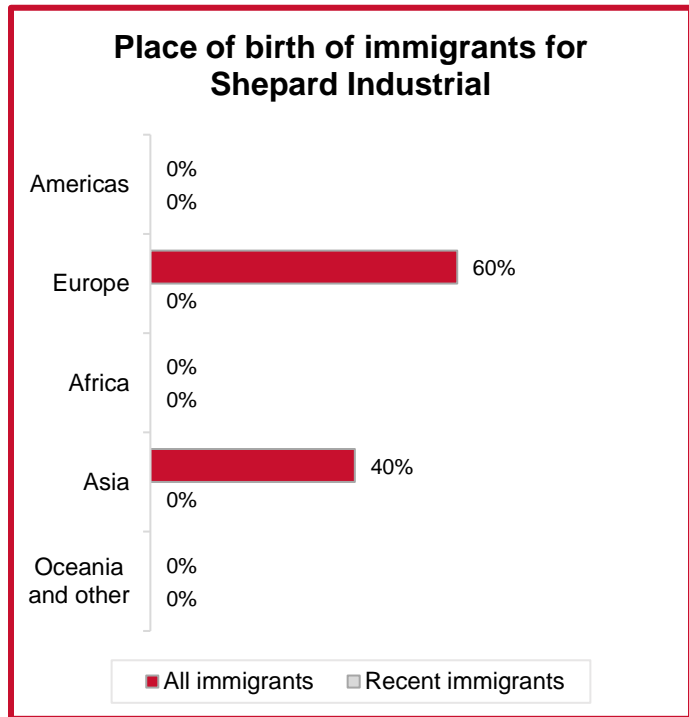 Place of birth of immigrants for
Shepard Industrial
Americas
0%
0%
Europe
60%
0%
Africa
0%
0%
Asia
40%
0%
Oceania
and other
0%
0%
All immigrants
Recent immigrants